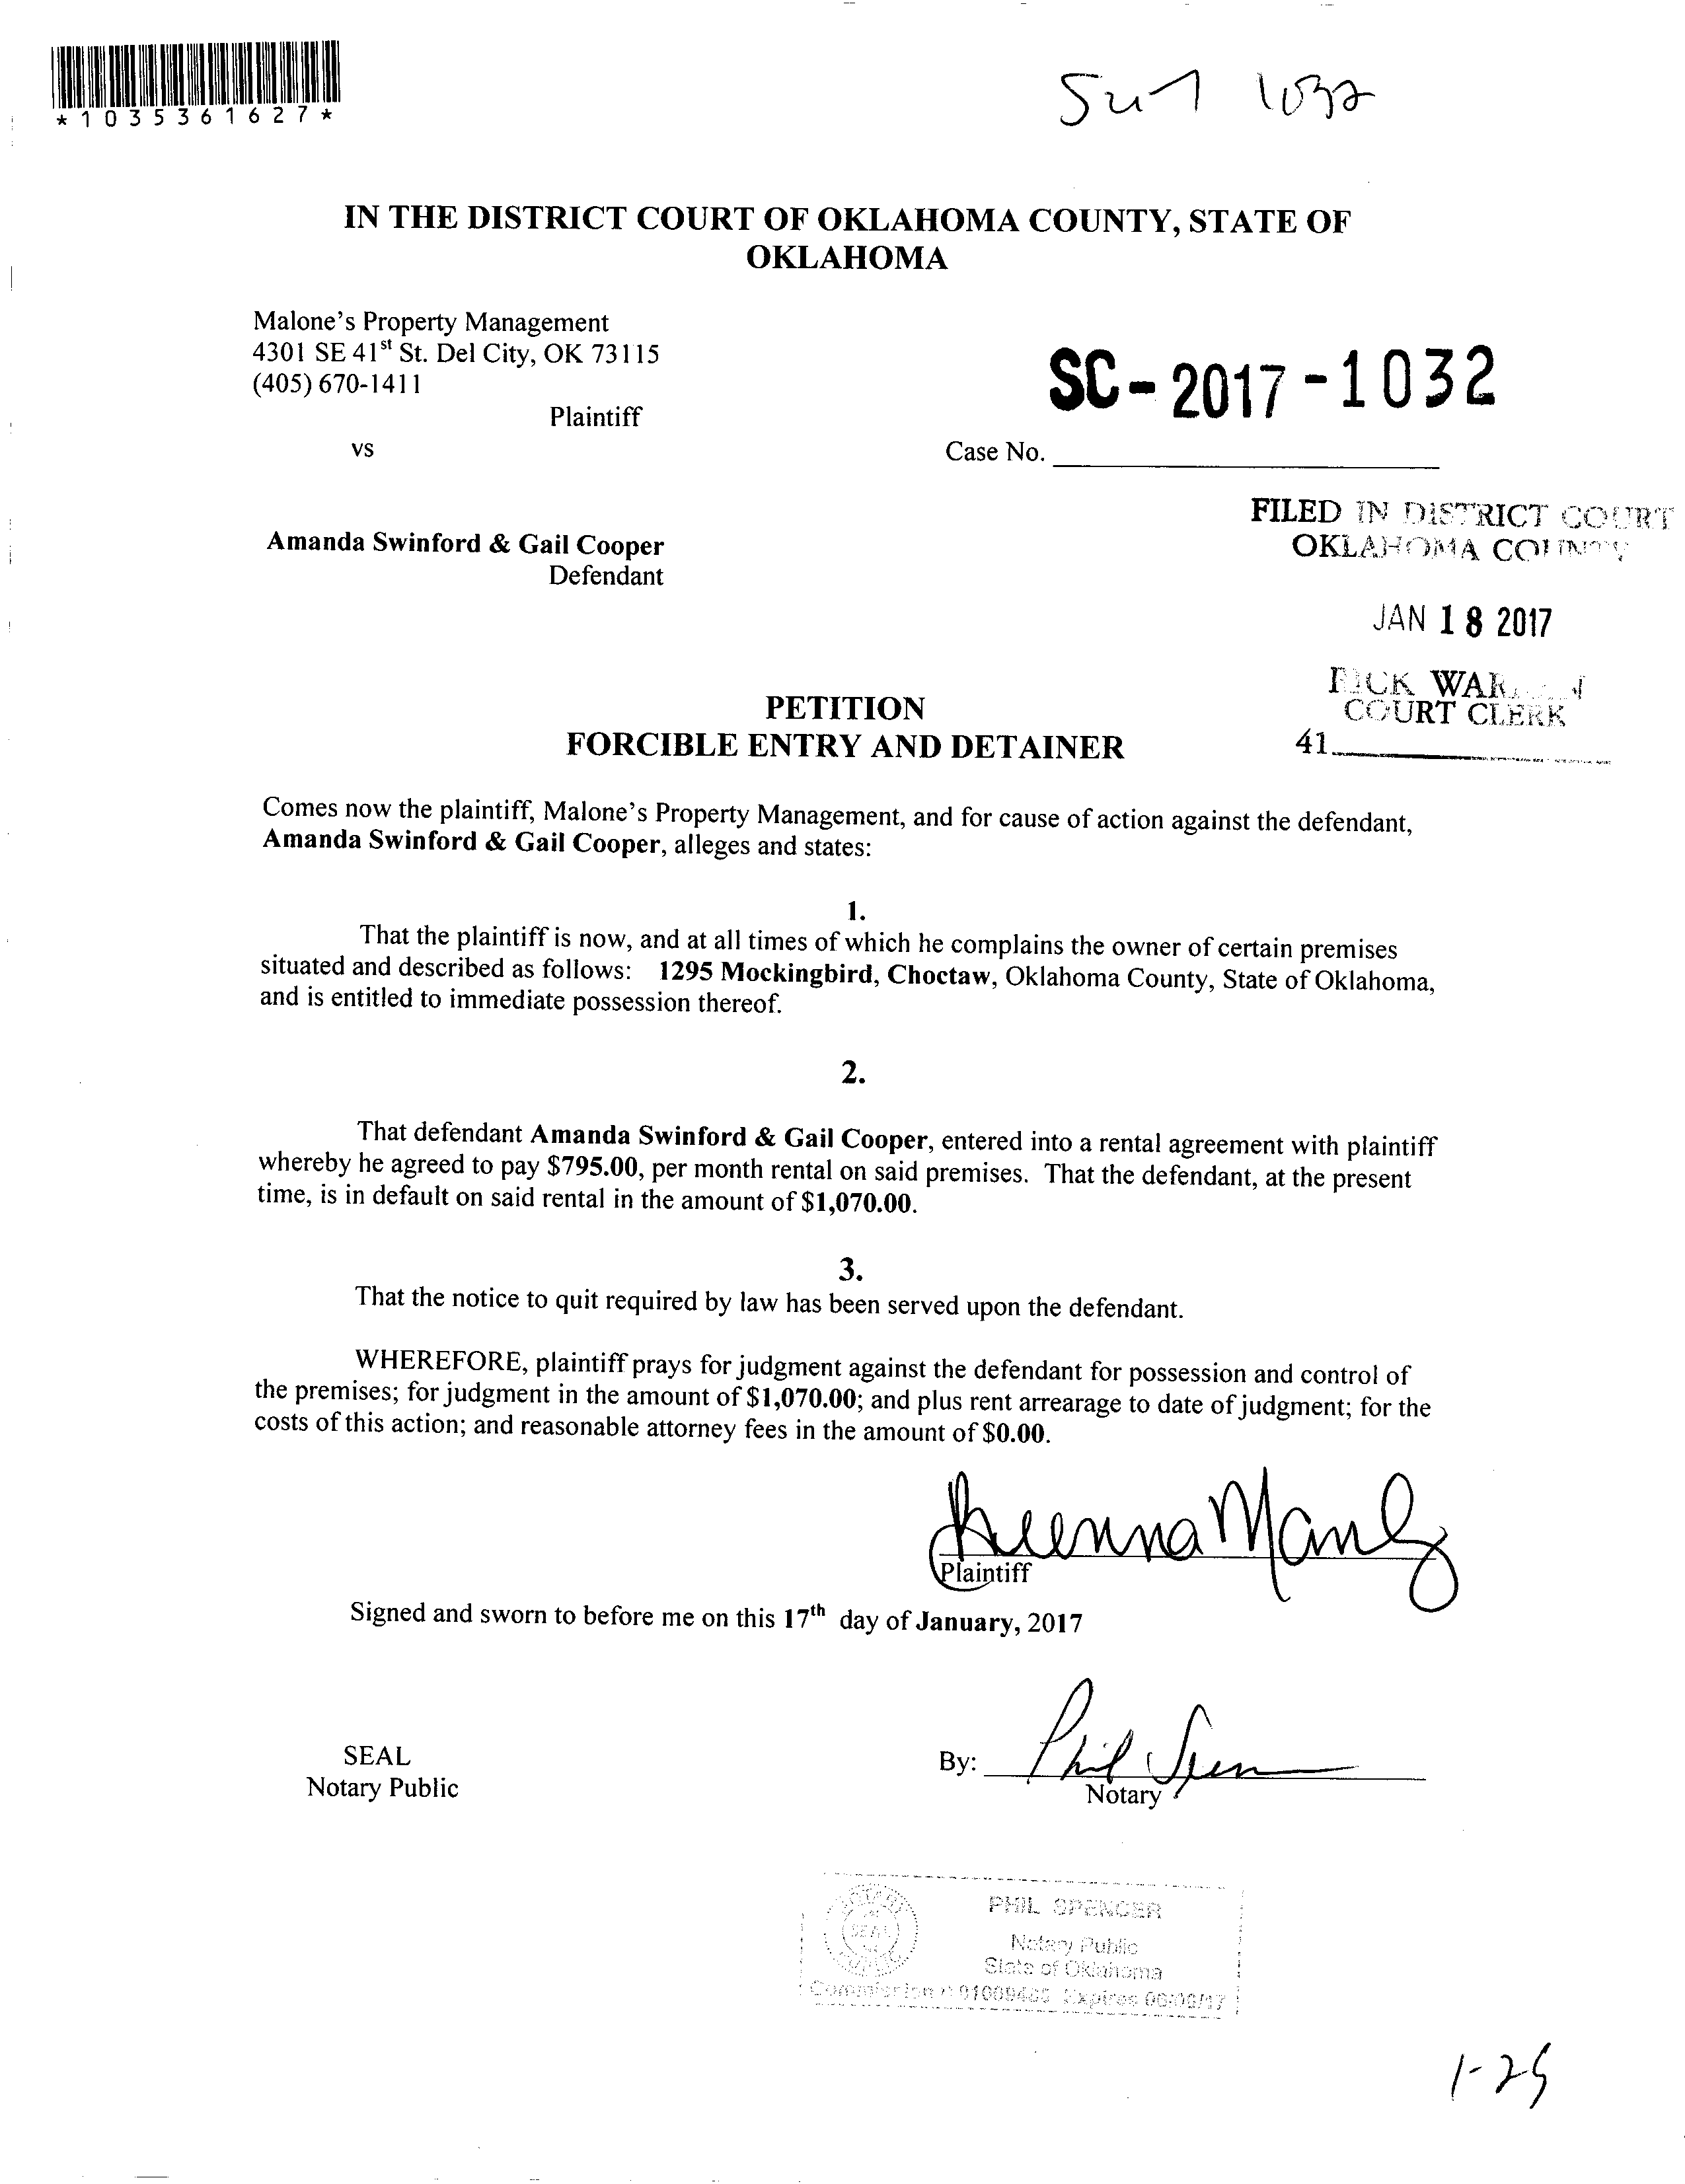 *1035361627*
1032
IN THE DISTRICT COURT OF OKLAHOMA COUNTY, STATE OF
OKLAHOMA
Malone's Property Management
4301 SE 41st St. Del City, OK 73115
(405) 670-1411
Plaintiff
vs
SC-2017-1032
Case No.
Amanda Swinford & Gail Cooper
Defendant
FILED IN DISTRICT COURT
OKLAHOMA COUNTY
JAN 18 2017
COURT CLERK
41
PETITION
FORCIBLE ENTRY AND DETAINER
Comes now the plaintiff, Malone's Property Management, and for cause of action against the defendant,
Amanda Swinford & Gail Cooper, alleges and states:
1.
That the plaintiff is now, and at all times of which he complains the owner of certain premises
situated and described as follows: 1295 Mockingbird, Choctaw, Oklahoma County, State of Oklahoma,
and is entitled to immediate possession thereof.
2.
That defendant Amanda Swinford & Gail Cooper, entered into a rental agreement with plaintiff
whereby he agreed to pay $795.00, per month rental on said premises. That the defendant, at the present
time, is in default on said rental in the amount of $1,070.00.
3.
That the notice to quit required by law has been served upon the defendant.
WHEREFORE, plaintiff prays for judgment against the defendant for possession and control of
the premises; for judgment in the amount of $1,070.00; and plus rent arrearage to date of judgment; for the
costs of this action; and reasonable attorney fees in the amount of $0.00.
Plaintiff
Signed and sworn to before me on this 17th day of January, 2017
SEAL
Notary Public
By: Phil
Notary
PHIL SPENCER
Notary Public
State of Oklahoma
Commission # Expires
1-25